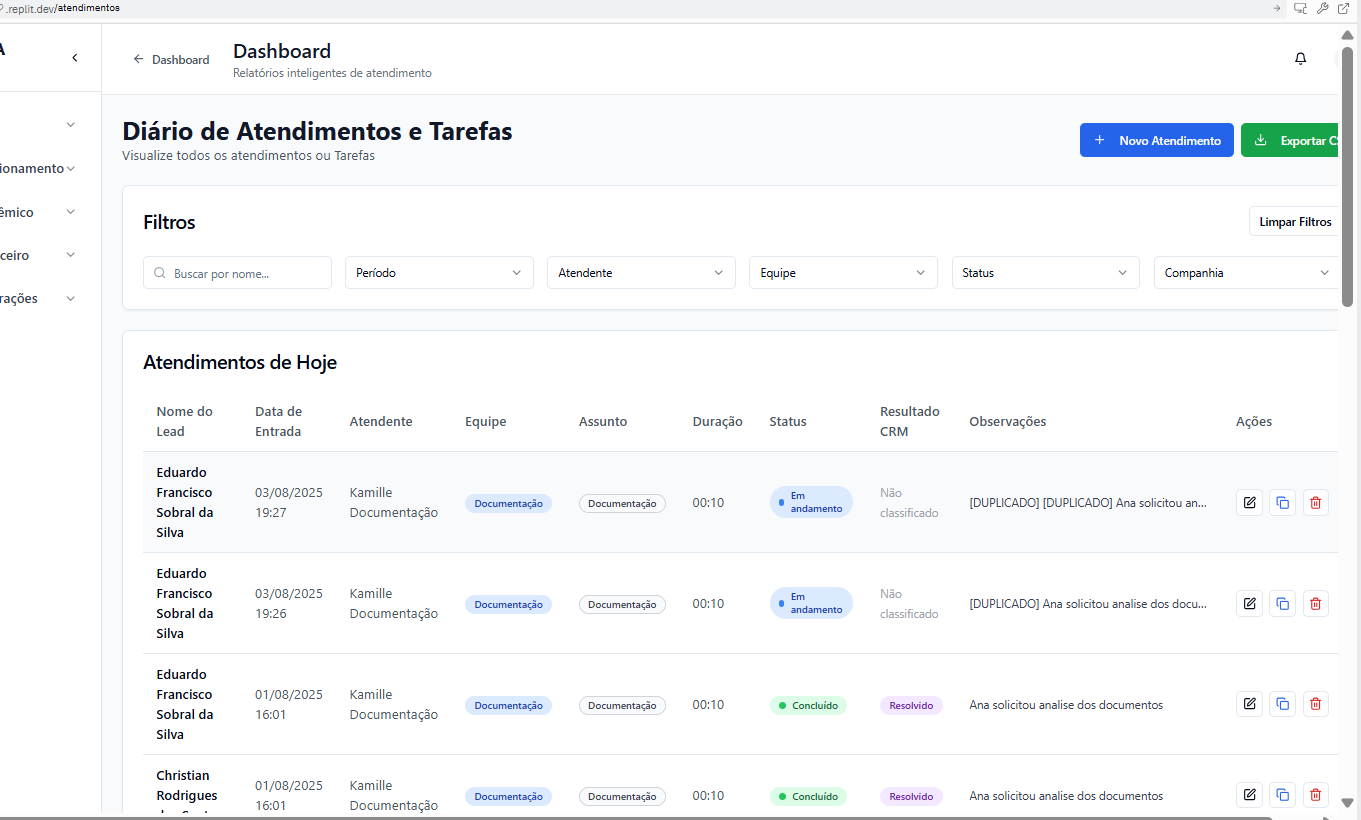 .replit.dev/atendimentos
A
Dashboard
Dashboard
Relatórios inteligentes de atendimento
Diário de Atendimentos e Tarefas
Visualize todos os atendimentos ou Tarefas
+ Novo Atendimento
Exportar C
ionamento
êmico
ceiro
rações
Filtros
Limpar Filtros
Buscar por nome...
Período
Atendente
Equipe
Status
Companhia
Atendimentos de Hoje
Nome do Lead
Data de Entrada
Atendente
Equipe
Assunto
Duração
Status
Resultado CRM
Observações
Ações
Eduardo Francisco Sobral da Silva
03/08/2025 19:27
Kamille Documentação
Documentação
Documentação
00:10
Em andamento
Não classificado
[DUPLICADO] [DUPLICADO] Ana solicitou an...
Eduardo Francisco Sobral da Silva
03/08/2025 19:26
Kamille Documentação
Documentação
Documentação
00:10
Em andamento
Não classificado
[DUPLICADO] Ana solicitou analise dos docu...
Eduardo Francisco Sobral da Silva
01/08/2025 16:01
Kamille Documentação
Documentação
Documentação
00:10
Concluído
Resolvido
Ana solicitou analise dos documentos
Christian Rodrigues
01/08/2025 16:01
Kamille Documentação
Documentação
Documentação
00:10
Concluído
Resolvido
Ana solicitou analise dos documentos